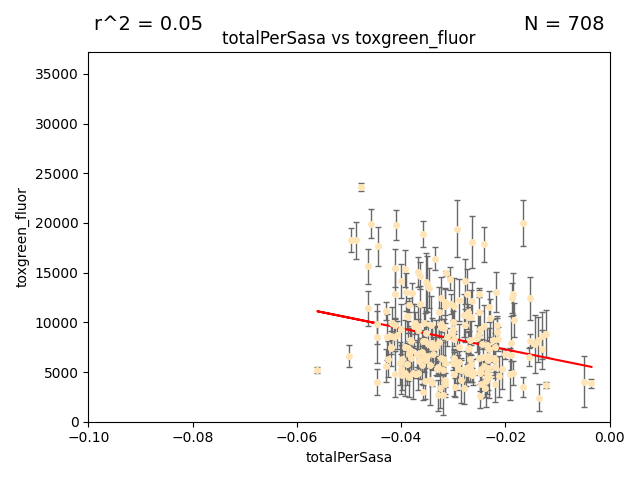 r^2 = 0.05
N = 708
totalPerSasa vs toxgreen_fluor
35000
30000
25000
20000
15000
10000
5000
0
toxgreen_fluor
−0.10
−0.08
−0.06
−0.04
−0.02
0.00
totalPerSasa